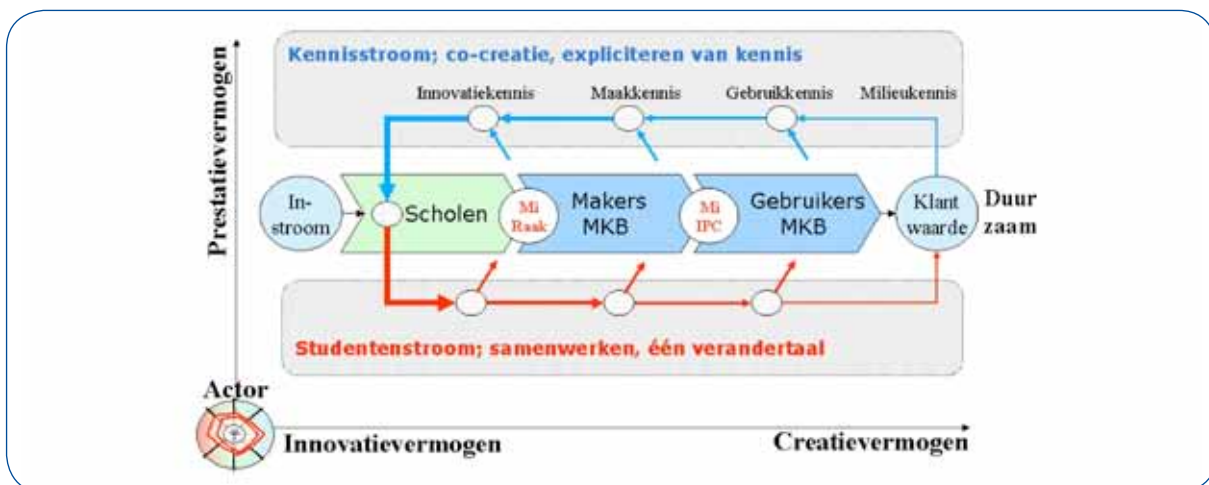 Prestatievermogen
Kennisstroom; co-creatie, expliciteren van kennis
Innovatiekennis
Maakkennis
Gebruikkennis
Milieukennis
In-
stroom
Scholen
Mi
Raak
Makers
MKB
Mi
IPC
Gebruikers
MKB
Klant
waarde
Duur
zaam
Studentenstroom; samenwerken, één verandertaal
Actor
Innovatievermogen
Creatievermogen